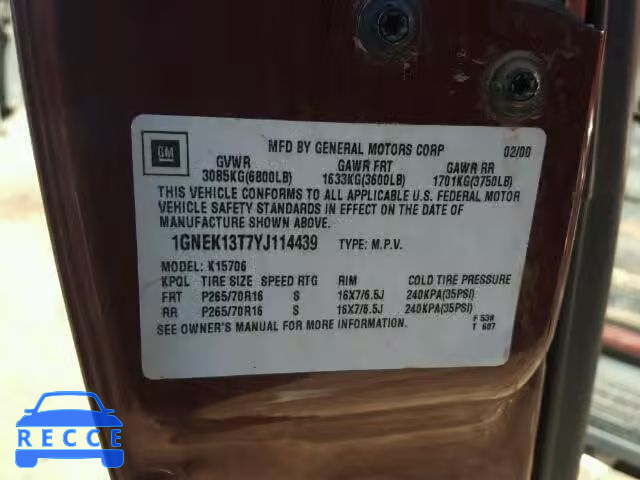 MFD BY GENERAL MOTORS CORP 02/00
GM
GVWR GAWR FRT GAWR RR
3085KG(6800LB) 1633KG(3600LB) 1701KG(3750LB)
THIS VEHICLE CONFORMS TO ALL APPLICABLE U.S. FEDERAL MOTOR
VEHICLE SAFETY STANDARDS IN EFFECT ON THE DATE OF
MANUFACTURE SHOWN ABOVE.
1GNEK13T7YJ114439 TYPE: M.P.V.
MODEL: K15706
KPQL TIRE SIZE SPEED RTG RIM COLD TIRE PRESSURE
FRT P265/70R16 S 16X7/6.5J 240KPA(35PSI)
RR P265/70R16 S 16X7/6.5J 240KPA(35PSI)
SEE OWNER'S MANUAL FOR MORE INFORMATION.
F 538
T 607
RECCE